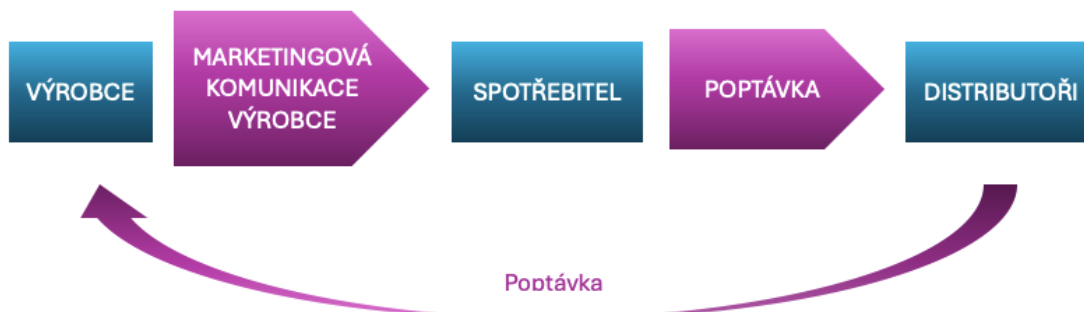 VÝROBCE
MARKETINGOVÁ
KOMUNIKACE
VÝROBCE
SPOTŘEBITEL
POPTÁVKA
DISTRIBUTOŘI
Poptávka